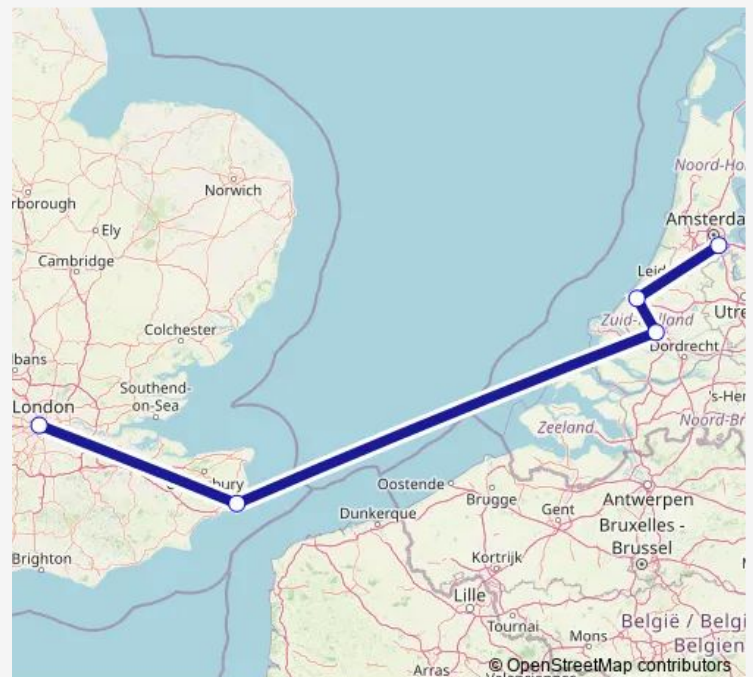 Norwich
rborough
Ely
Cambridge
Noord-Ho
Amsterda
Leid
Utre
Colchester
Zuid-Holland
Dordrecht
lbans
Southend-
on-Sea
London
's-He
Noord-Br
Zeeland
bury
Oostende
Brugge
Antwerpen
Gent
Dunkerque
Bruxelles -
Brussel
Brighton
Kortrijk
Lille
Tournai
België / Belgi
Belgien
Mons
Arras
© OpenStreetMap contributors